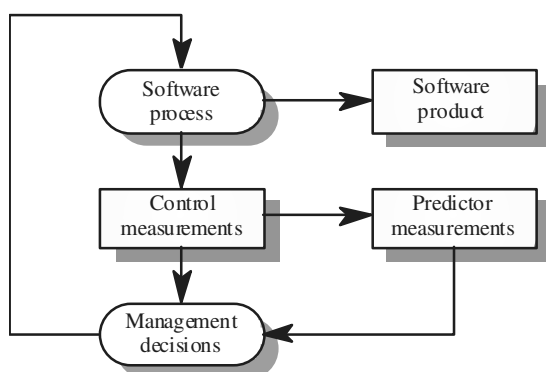 Software
process
Software
product
Control
measurements
Predictor
measurements
Management
decisions